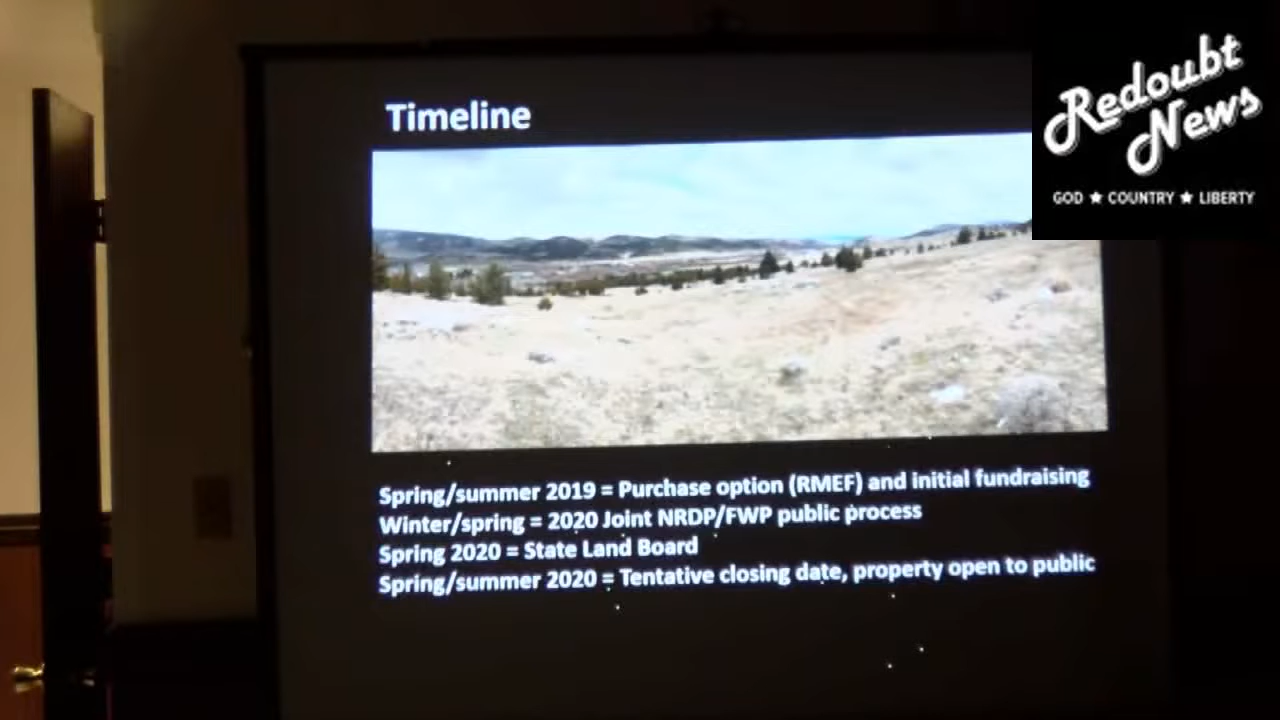 Timeline
Redoubt
News
GOD ★ COUNTRY ★ LIBERTY
Spring/summer 2019 = Purchase option (RMEF) and initial fundraising
Winter/spring = 2020 Joint NRDP/FWP public process
Spring 2020 = State Land Board
Spring/summer 2020 = Tentative closing date, property open to public